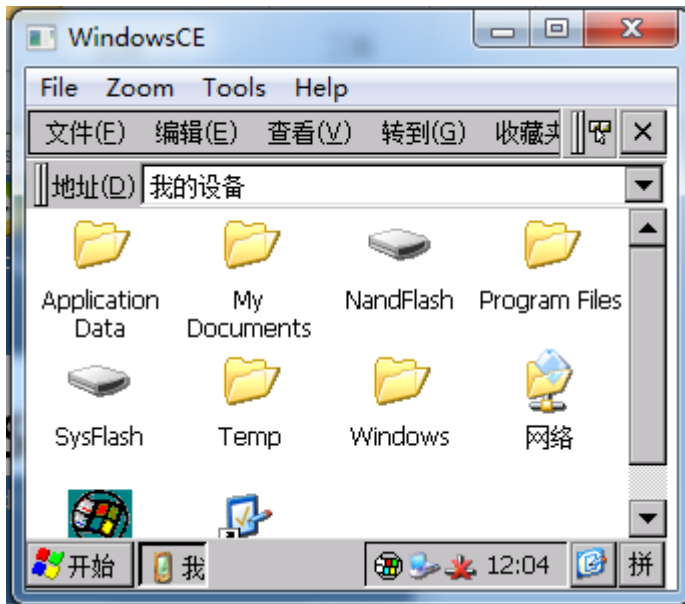 WindowsCE
File Zoom Tools Help
文件(F) 编辑(E) 查看(V) 转到(G) 收藏夹
地址(D) 我的设备
Application Data
My Documents
NandFlash
Program Files
SysFlash
Temp
Windows
网络
开始 我 12:04 拼